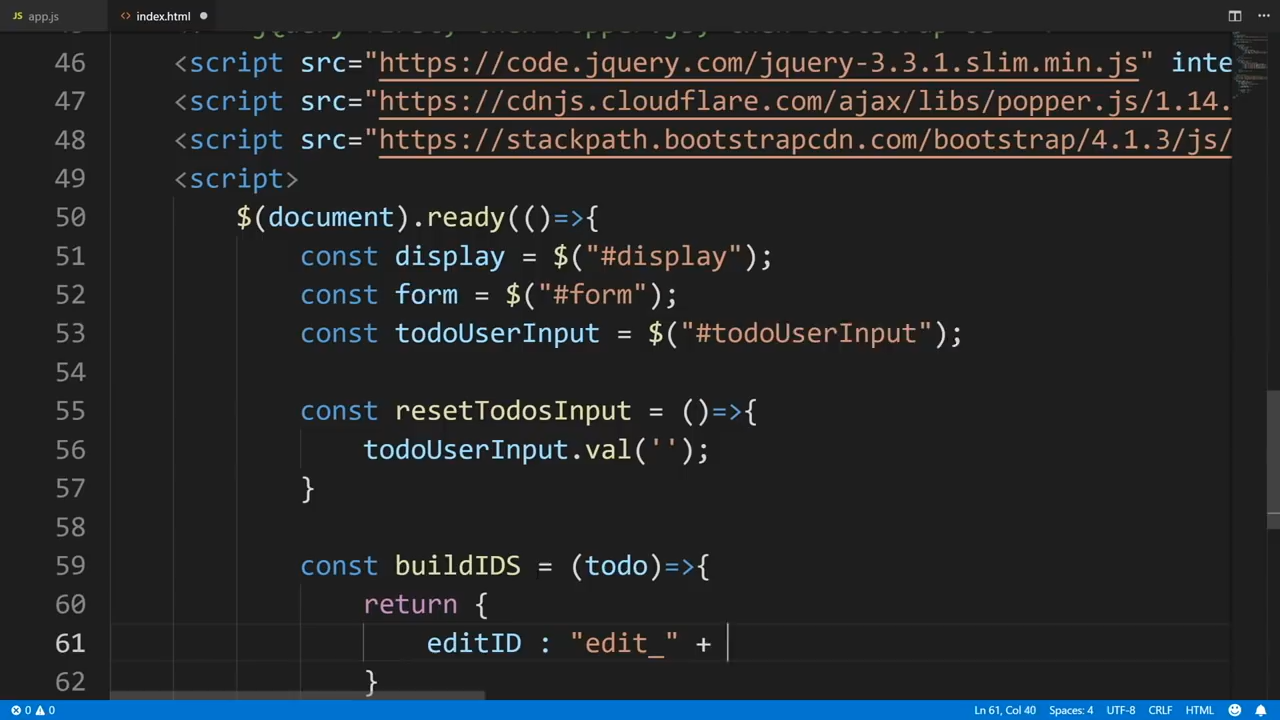 JS app.js <> index.html ●
46 <script src="https://code.jquery.com/jquery-3.3.1.slim.min.js" inte
47 <script src="https://cdnjs.cloudflare.com/ajax/libs/popper.js/1.14.
48 <script src="https://stackpath.bootstrapcdn.com/bootstrap/4.1.3/js/
49 <script>
50 $(document).ready(()=>{
51 const display = $("#display");
52 const form = $("#form");
53 const todoUserInput = $("#todoUserInput");
54
55 const resetTodosInput = ()=>{
56 todoUserInput.val('');
57 }
58
59 const buildIDS = (todo)=>{
60 return {
61 editID : "edit_" +
62 }
0 0 Ln 61, Col 40 Spaces: 4 UTF-8 CRLF HTML